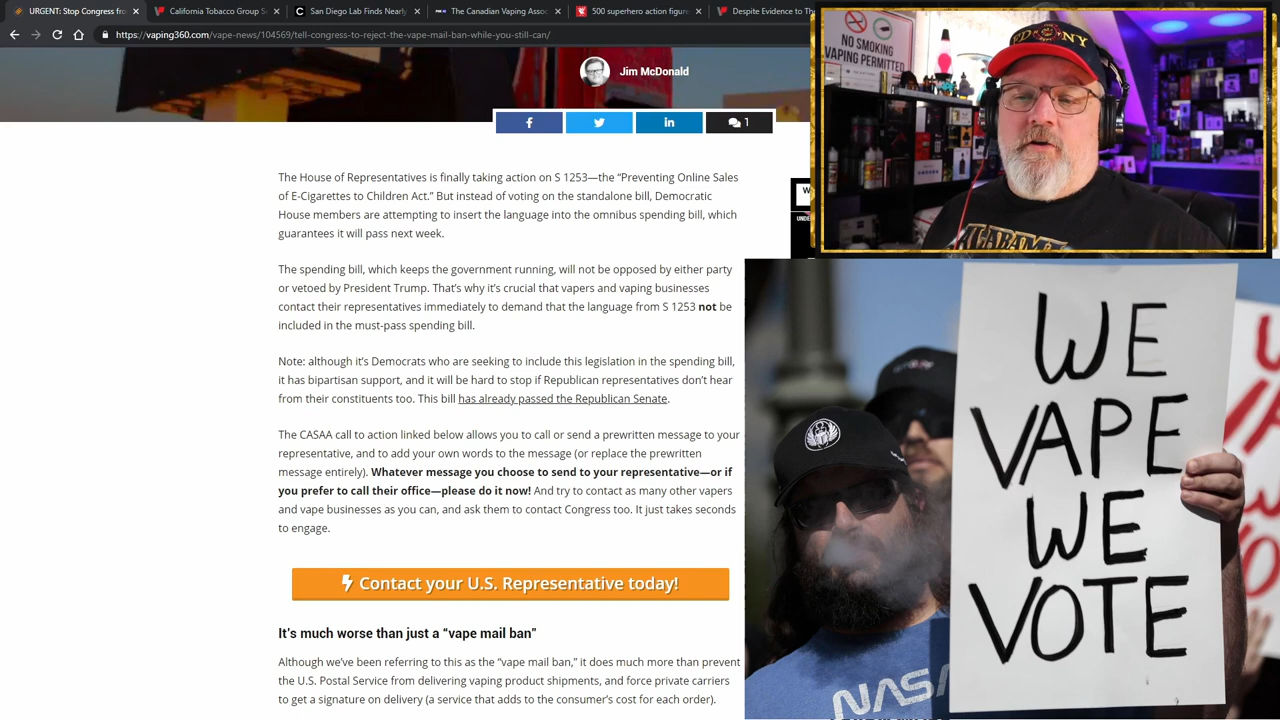 URGENT: Stop Congress fro
California Tobacco Group S
San Diego Lab Finds Nearly
The Canadian Vaping Assoc
500 superhero action figure
Despite Evidence to Th
https://vaping360.com/vape-news/104569/tell-congress-to-reject-the-vape-mail-ban-while-you-still-can/
NO SMOKING
VAPING PERMITTED
Jim McDonald
1
The House of Representatives is finally taking action on S 1253—the “Preventing Online Sales
of E-Cigarettes to Children Act.” But instead of voting on the standalone bill, Democratic
House members are attempting to insert the language into the omnibus spending bill, which
guarantees it will pass next week.
The spending bill, which keeps the government running, will not be opposed by either party
or vetoed by President Trump. That’s why it’s crucial that vapers and vaping businesses
contact their representatives immediately to demand that the language from S 1253 not be
included in the must-pass spending bill.
Note: although it’s Democrats who are seeking to include this legislation in the spending bill,
it has bipartisan support, and it will be hard to stop if Republican representatives don’t hear
from their constituents too. This bill has already passed the Republican Senate.
The CASAA call to action linked below allows you to call or send a prewritten message to your
representative, and to add your own words to the message (or replace the prewritten
message entirely). Whatever message you choose to send to your representative—or if
you prefer to call their office—please do it now! And try to contact as many other vapers
and vape businesses as you can, and ask them to contact Congress too. It just takes seconds
to engage.
Contact your U.S. Representative today!
It’s much worse than just a “vape mail ban”
Although we’ve been referring to this as the “vape mail ban,” it does much more than prevent
the U.S. Postal Service from delivering vaping product shipments, and force private carriers
to get a signature on delivery (a service that adds to the consumer’s cost for each order).
WE
VAPE
WE
VOTE
NASA